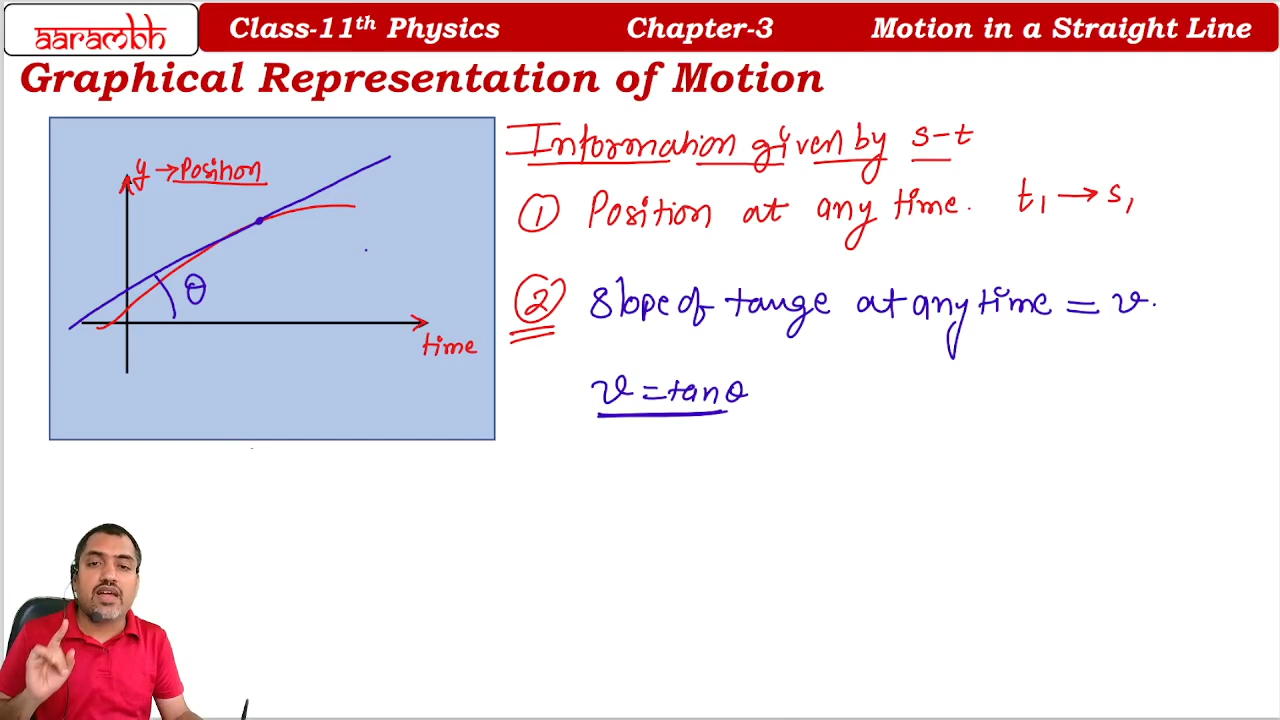 aarambh
Class-11th Physics Chapter-3 Motion in a Straight Line
Graphical Representation of Motion
y → Position
θ
time
Information given by s-t
① Position at any time. t₁ → s₁
② Slope of tange at any time = v.
v = tanθ